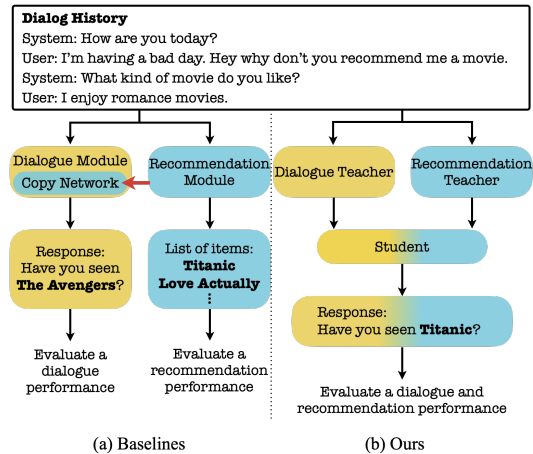 Dialog History
System: How are you today?
User: I'm having a bad day. Hey why don't you recommend me a movie.
System: What kind of movie do you like?
User: I enjoy romance movies.
Dialogue Module
Copy Network
Recommendation
Module
Response:
Have you seen
The Avengers?
List of items:
Titanic
Love Actually
⋮
Evaluate a
dialogue
performance
Evaluate a
recommendation
performance
(a) Baselines
Dialogue Teacher
Recommendation
Teacher
Student
Response:
Have you seen Titanic?
Evaluate a dialogue and
recommendation performance
(b) Ours